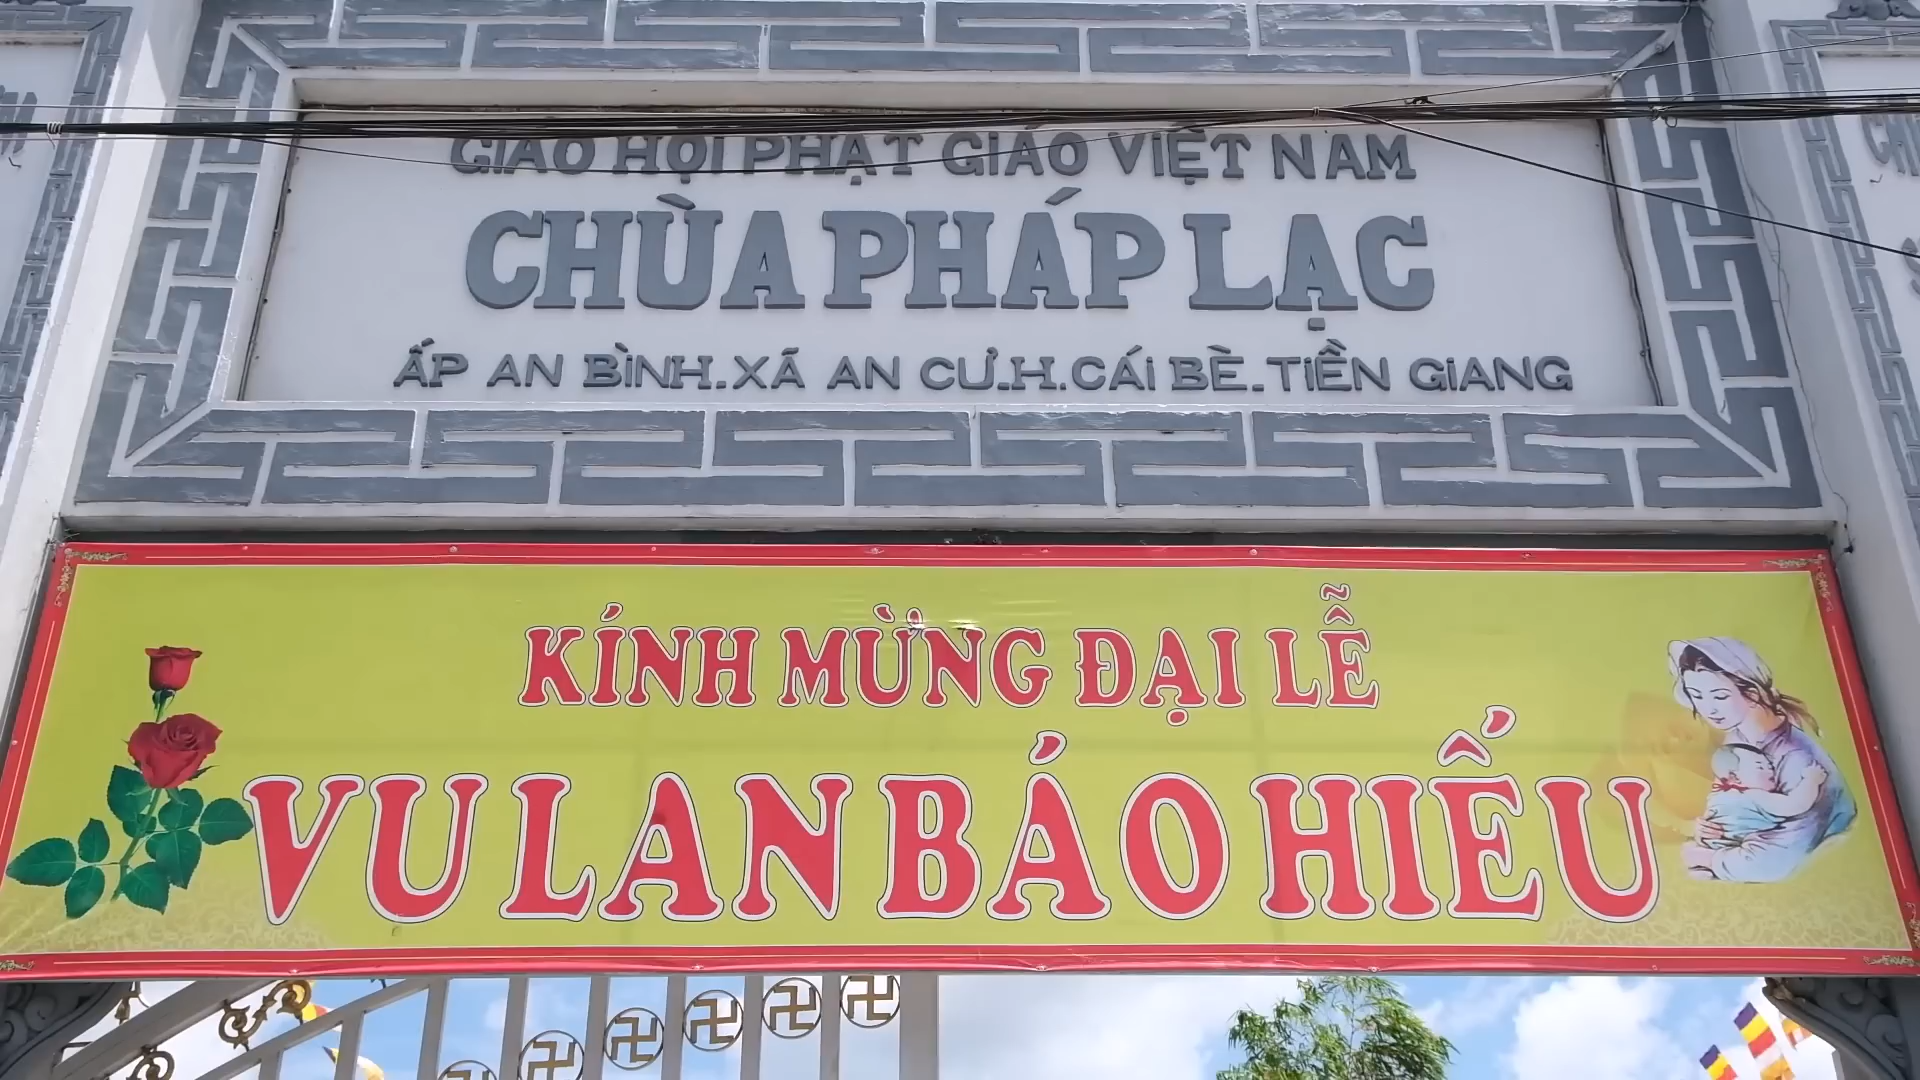 GIÁO HỘI PHẬT GIÁO VIỆT NAM
CHÙA PHÁP LẠC
ẤP AN BÌNH.XÃ AN CƯ.H.CÁI BÈ.TIỀN GIANG
KÍNH MỪNG ĐẠI LỄ
VU LAN BÁO HIẾU